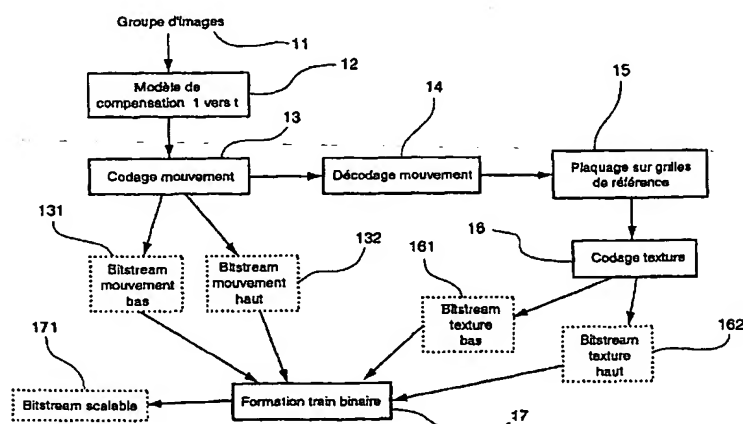 Groupe d'Images
11
12
Modèle de
compensation 1 vers t
13
14
15
Codage mouvement
Décodage mouvement
Plaquage sur grilles
de référence
131
132
16
Codage texture
Bitstream
mouvement
bas
Bitstream
mouvement
haut
161
Bitstream
texture
bas
162
Bitstream
texture
haut
171
Bitstream scalable
Formation train binaire
17